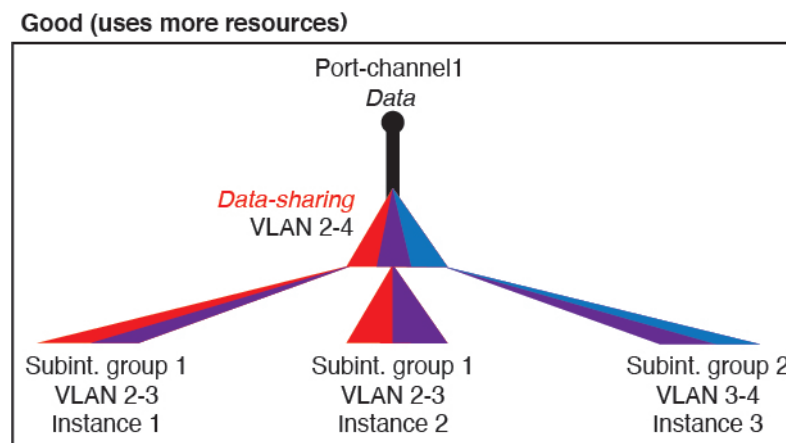 Good (uses more resources)
Port-channel1
Data
Data-sharing
VLAN 2-4
Subint. group 1
VLAN 2-3
Instance 1
Subint. group 1
VLAN 2-3
Instance 2
Subint. group 2
VLAN 3-4
Instance 3